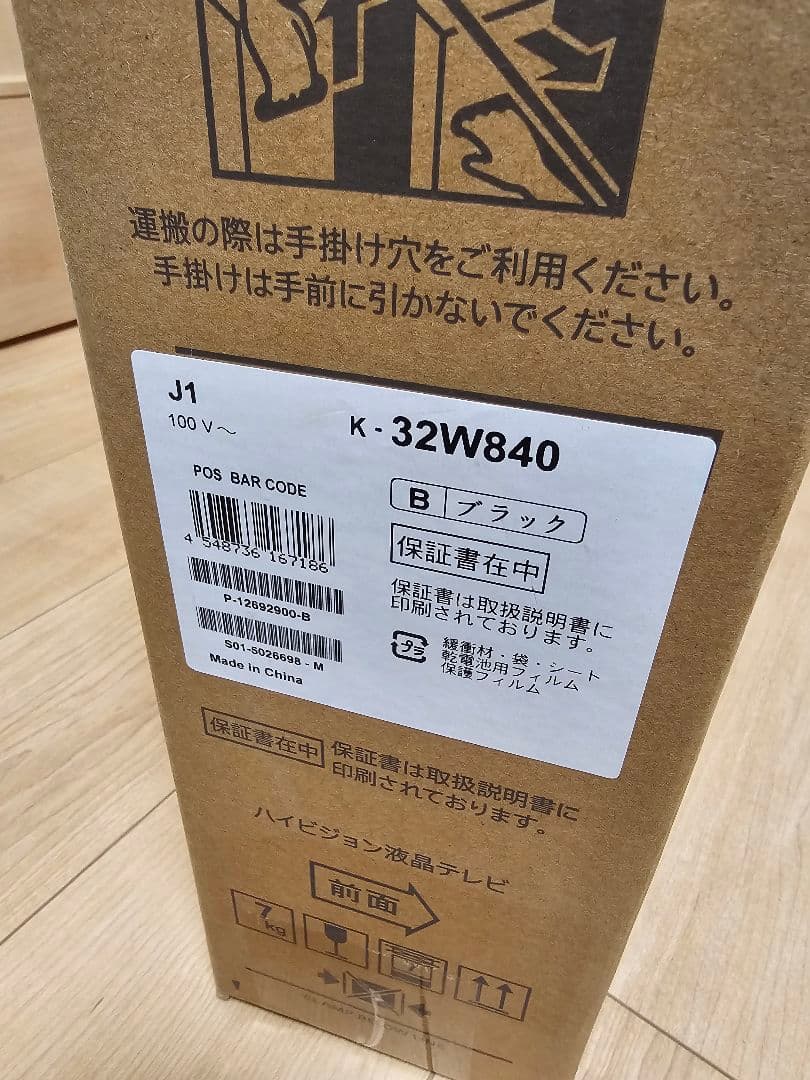 運搬の際は手掛け穴をご利用ください。
手掛けは手前に引かないでください。
J1
100 V～
K - 32W840
POS BAR CODE
4 548736 167186
P-12692900-B
S01-5026698 - M
Made in China
B ブラック
保証書在中
保証書は取扱説明書に
印刷されております。
プラ
緩衝材・袋・シート
乾電池用フィルム
保護フィルム
保証書在中
保証書は取扱説明書に
印刷されております。
ハイビジョン液晶テレビ
前面
7
kg